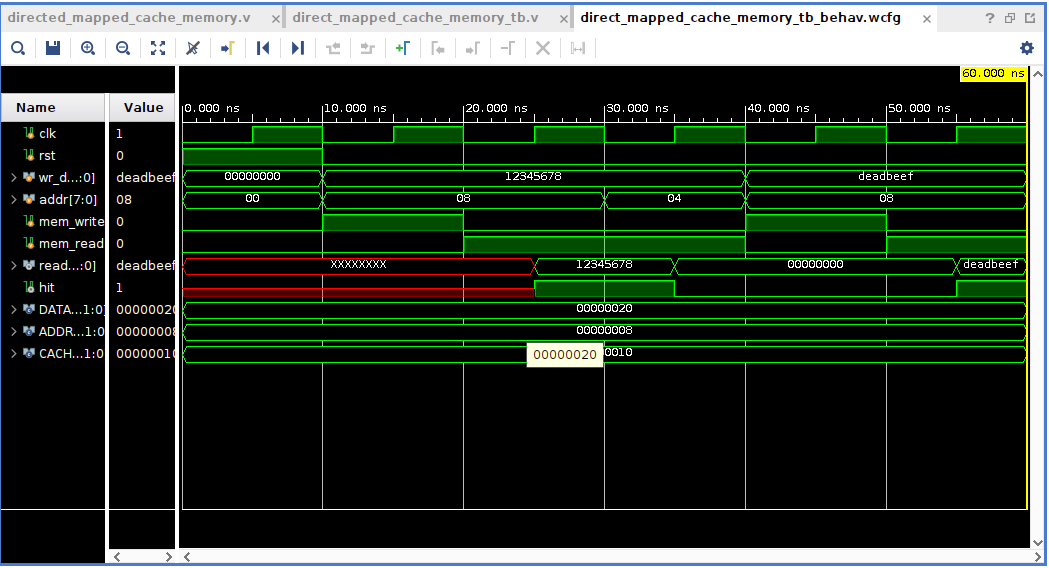 directed_mapped_cache_memory.v × direct_mapped_cache_memory_tb.v × direct_mapped_cache_memory_tb_behav.wcfg × ?
60.000 ns
Name Value 0.000 ns 10.000 ns 20.000 ns 30.000 ns 40.000 ns 50.000 ns
clk 1
rst 0
wr_d...:0] deadbeef 00000000 12345678 deadbeef
addr[7:0] 08 00 08 04 08
mem_write 0
mem_read 0
read...:0] deadbeef XXXXXXXX 12345678 00000000 deadbeef
hit 1
DATA...1:0] 00000020 00000020
ADDR...1:0 00000008 00000008
CACH...1:0 00000010 0010
00000020